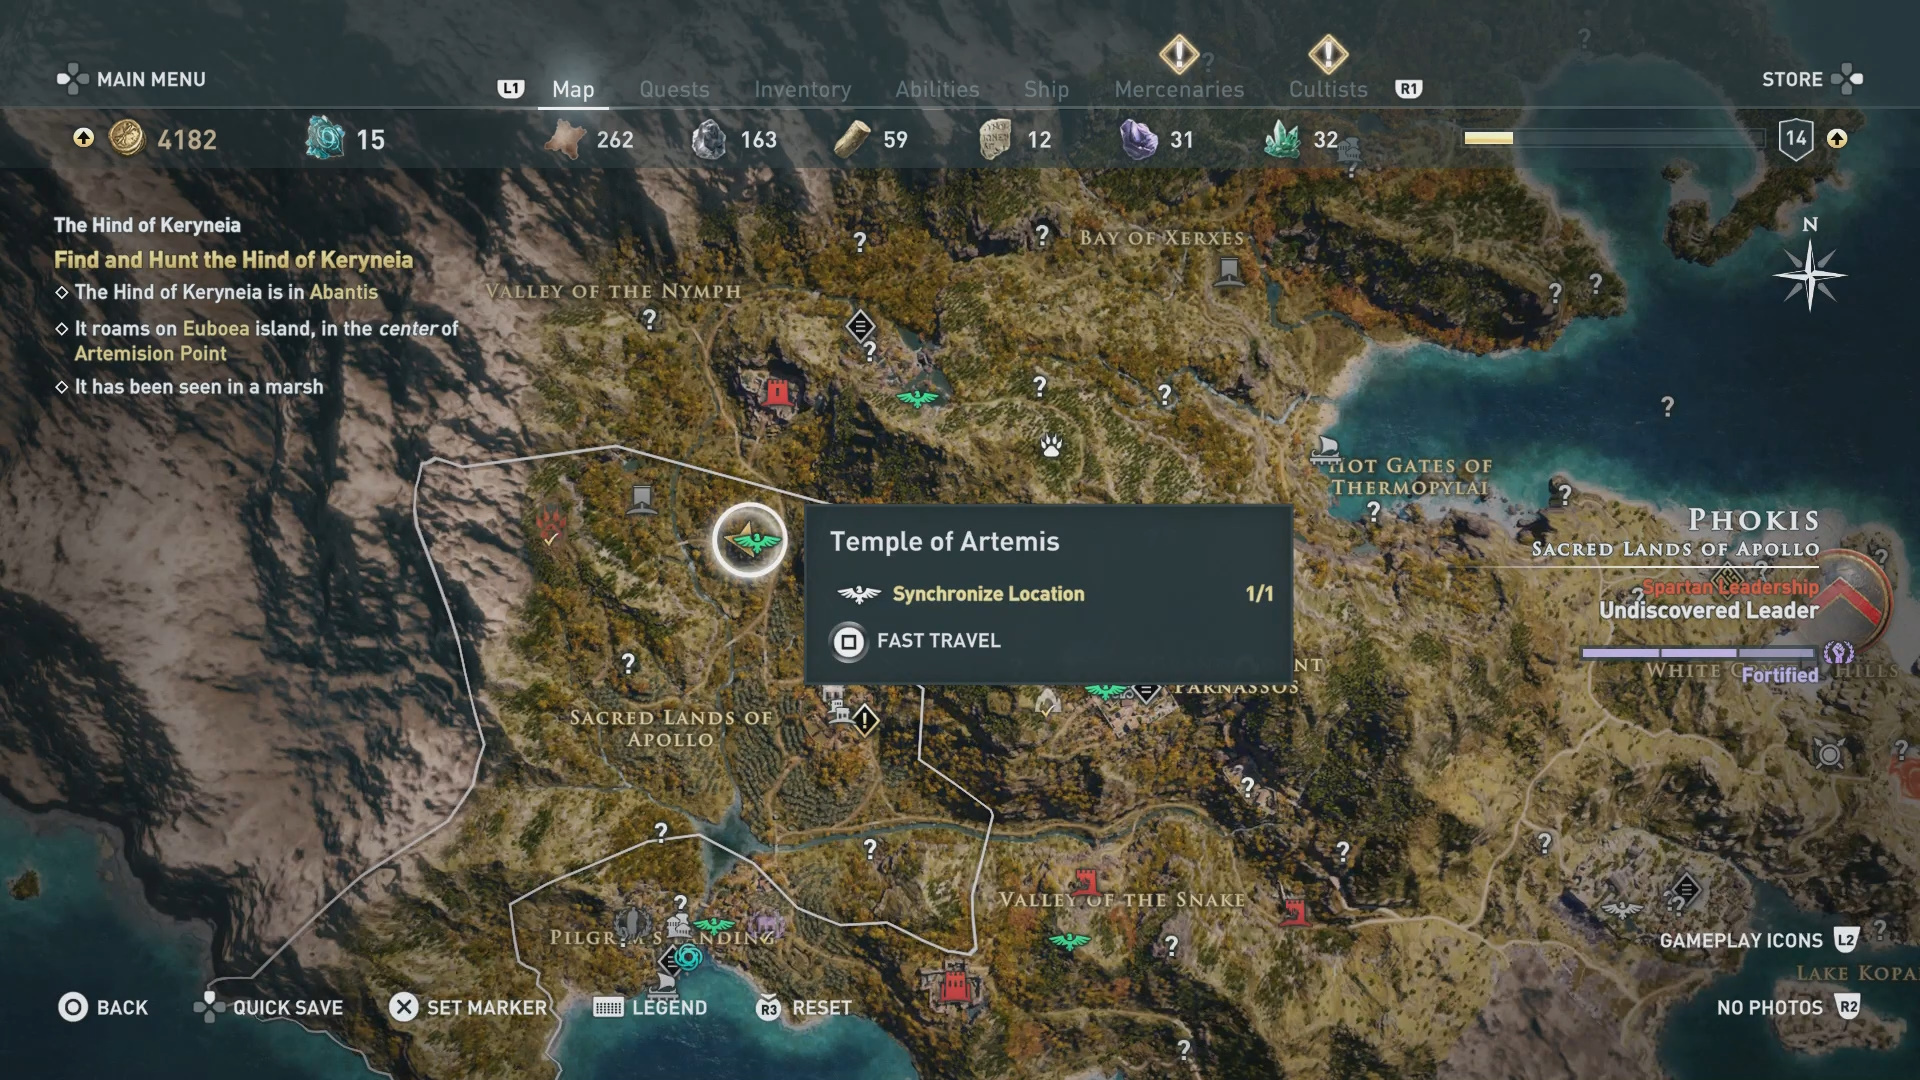 MAIN MENU
L1
Map
Quests
Inventory
Abilities
Ship
Mercenaries
Cultists
R1
STORE
4182
15
262
163
59
12
31
32
14
The Hind of Keryneia
Find and Hunt the Hind of Keryneia
The Hind of Keryneia is in Abantis
It roams on Euboea island, in the center of
Artemision Point
It has been seen in a marsh
N
BAY OF XERXES
VALLEY OF THE NYMPH
HOT GATES OF
THERMOPYLAI
PHOKIS
SACRED LANDS OF APOLLO
Spartan Leadership
Undiscovered Leader
Fortified
Temple of Artemis
Synchronize Location
1/1
FAST TRAVEL
PARNASSOS
SACRED LANDS OF
APOLLO
VALLEY OF THE SNAKE
PILGRIM'S LANDING
GAMEPLAY ICONS L2
LAKE KOPA
BACK
QUICK SAVE
SET MARKER
LEGEND
R3 RESET
NO PHOTOS R2